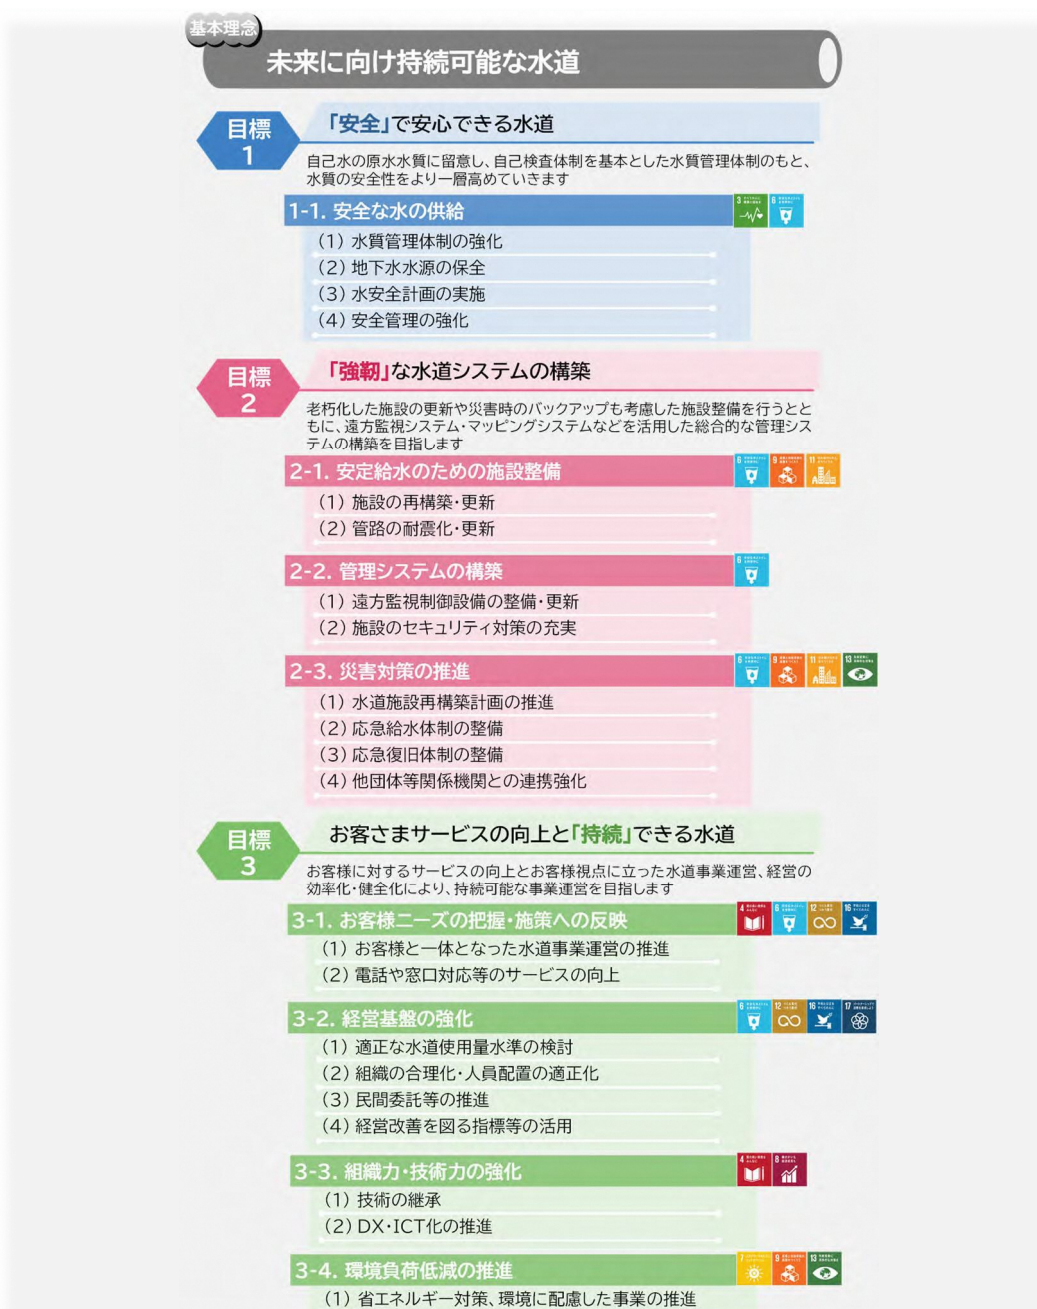 基本理念
未来に向け持続可能な水道
目標
1
「安全」で安心できる水道
自己水の原水水質に留意し、自己検査体制を基本とした水質管理体制のもと、
水質の安全性をより一層高めていきます
1-1. 安全な水の供給
3
6
(1) 水質管理体制の強化
(2) 地下水水源の保全
(3) 水安全計画の実施
(4) 安全管理の強化
目標
2
「強靭」な水道システムの構築
老朽化した施設の更新や災害時のバックアップも考慮した施設整備を行うとと
もに、遠方監視システム・マッピングシステムなどを活用した総合的な管理シス
テムの構築を目指します
2-1. 安定給水のための施設整備
6
9
11
(1) 施設の再構築・更新
(2) 管路の耐震化・更新
2-2. 管理システムの構築
6
(1) 遠方監視制御設備の整備・更新
(2) 施設のセキュリティ対策の充実
2-3. 災害対策の推進
6
9
11
13
(1) 水道施設再構築計画の推進
(2) 応急給水体制の整備
(3) 応急復旧体制の整備
(4) 他団体等関係機関との連携強化
目標
3
お客さまサービスの向上と「持続」できる水道
お客様に対するサービスの向上とお客様視点に立った水道事業運営、経営の
効率化・健全化により、持続可能な事業運営を目指します
3-1. お客様ニーズの把握・施策への反映
4
6
12
16
(1) お客様と一体となった水道事業運営の推進
(2) 電話や窓口対応等のサービスの向上
3-2. 経営基盤の強化
6
12
16
17
(1) 適正な水道使用量水準の検討
(2) 組織の合理化・人員配置の適正化
(3) 民間委託等の推進
(4) 経営改善を図る指標等の活用
3-3. 組織力・技術力の強化
4
8
(1) 技術の継承
(2) DX・ICT化の推進
3-4. 環境負荷低減の推進
7
9
13
(1) 省エネルギー対策、環境に配慮した事業の推進